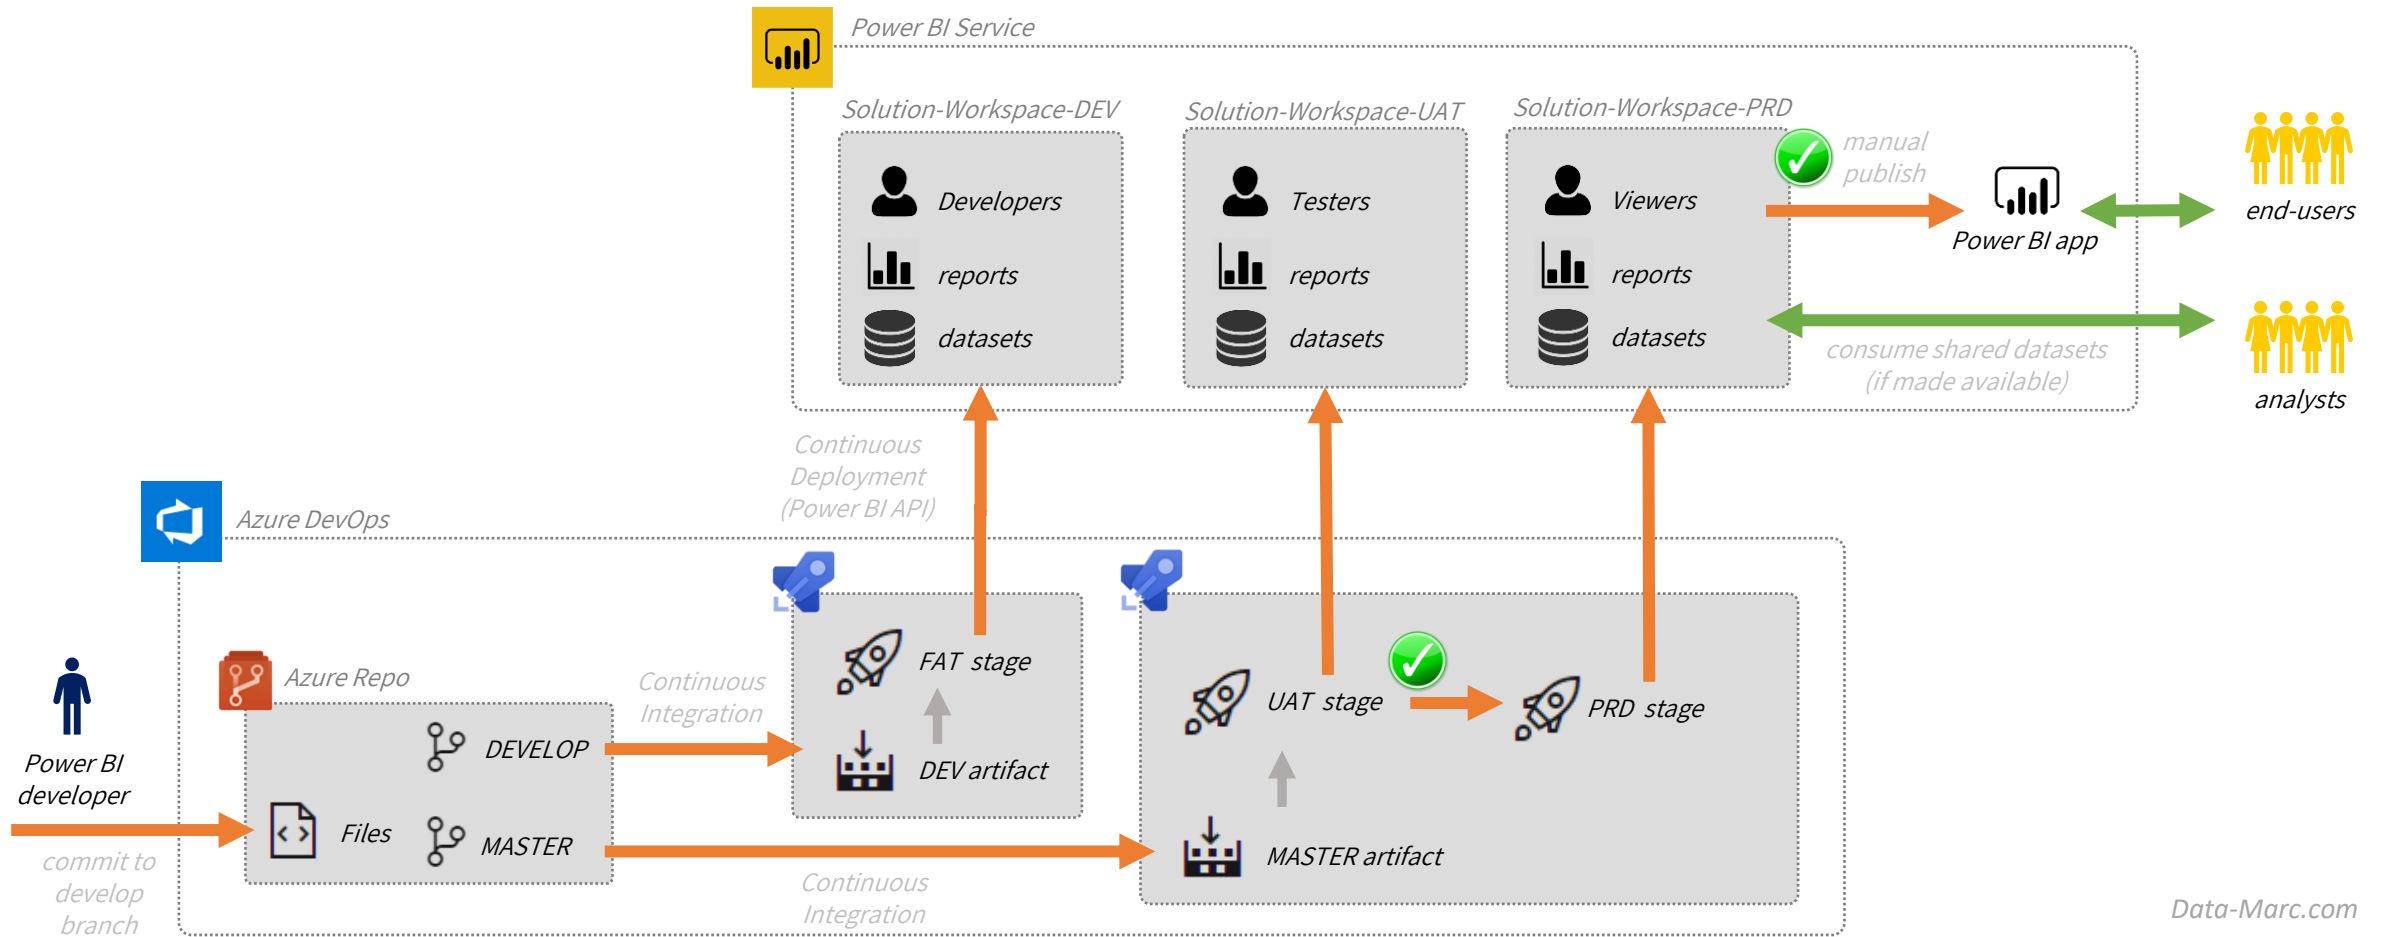 Power BI Service
Solution-Workspace-DEV
Solution-Workspace-UAT
Solution-Workspace-PRD
Developers
reports
datasets
Testers
reports
datasets
Viewers
reports
datasets
manual
publish
Power BI app
end-users
consume shared datasets
(if made available)
analysts
Continuous
Deployment
(Power BI API)
Azure DevOps
Power BI
developer
commit to
develop
branch
Azure Repo
Files
DEVELOP
MASTER
Continuous
Integration
FAT stage
DEV artifact
Continuous
Integration
UAT stage
PRD stage
MASTER artifact
Data-Marc.com